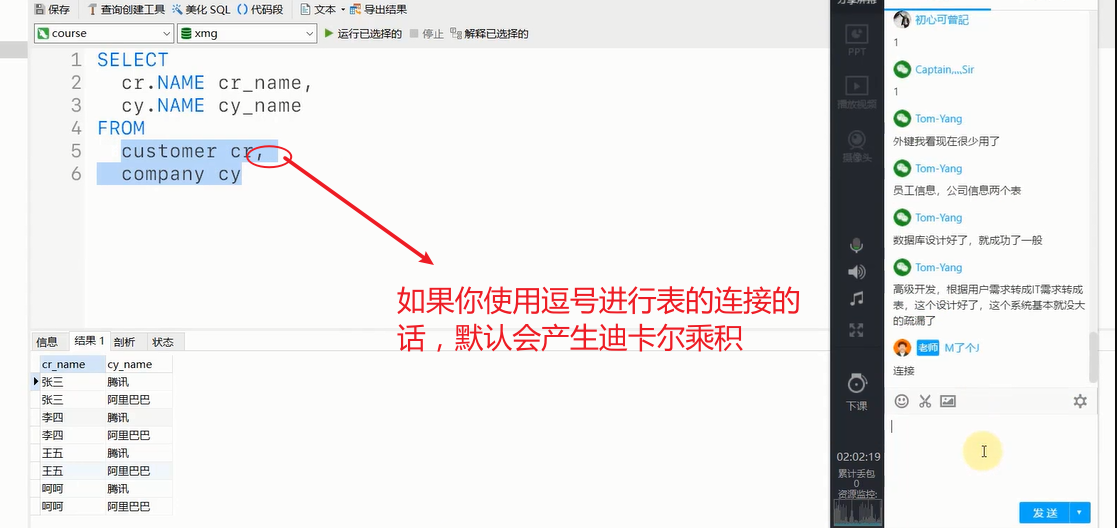 保存 查询创建工具 美化 SQL () 代码段 文本 导出结果
course xmg 运行已选择的 停止 解释已选择的
1 SELECT
2 cr.NAME cr_name,
3 cy.NAME cy_name
4 FROM
5 customer cr,
6 company cy
如果你使用逗号进行表的连接的
话，默认会产生迪卡尔乘积
信息 结果 1 剖析 状态
cr_name cy_name
张三 腾讯
张三 阿里巴巴
李四 腾讯
李四 阿里巴巴
王五 腾讯
王五 阿里巴巴
呵呵 腾讯
呵呵 阿里巴巴
分享屏幕
PPT
播放视频
摄像头
下课
02:02:19
累计丢包
0
资源监控:
初心可曾記
1
Captain,,,,Sir
1
Tom-Yang
外键我看现在很少用了
Tom-Yang
员工信息，公司信息两个表
Tom-Yang
数据库设计好了，就成功了一般
Tom-Yang
高级开发，根据用户需求转成IT需求转成
表，这个设计好了，这个系统基本就没大
的疏漏了
老师 M了个J
连接
发送